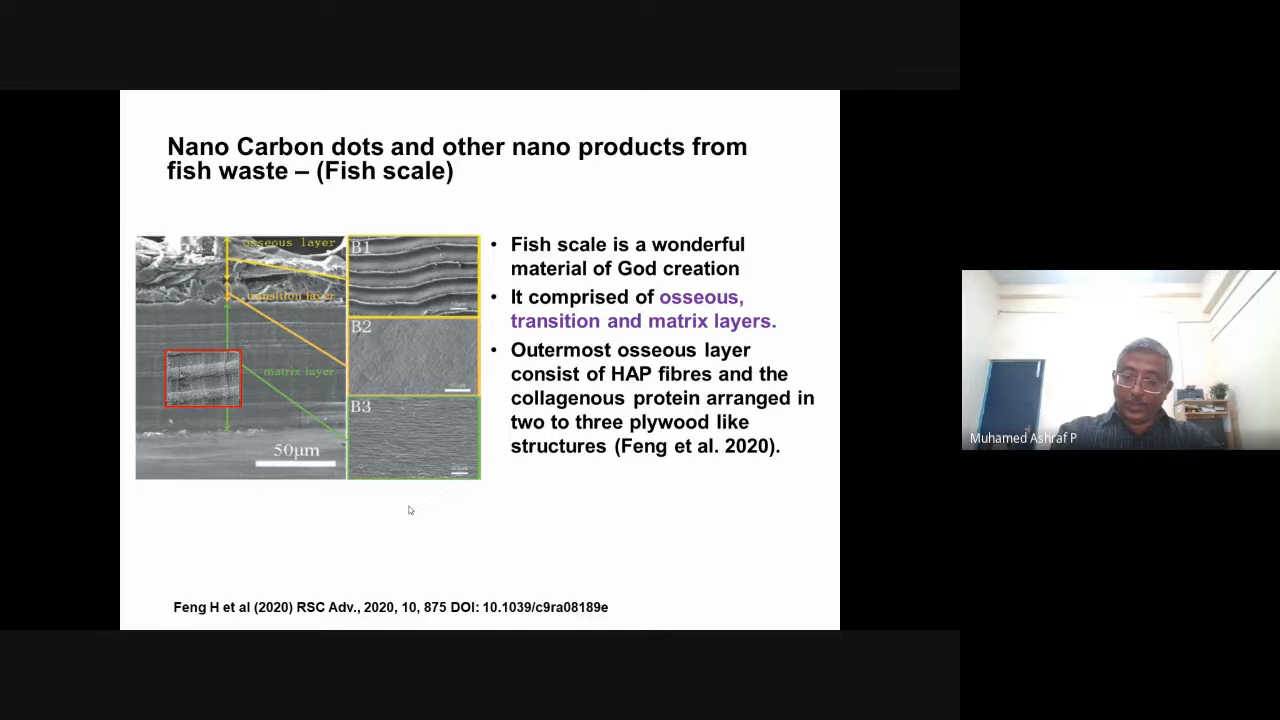 Nano Carbon dots and other nano products from
fish waste – (Fish scale)
osseous layer
transition layer
matrix layer
50μm
B1
B2
B3
• Fish scale is a wonderful
material of God creation
• It comprised of osseous,
transition and matrix layers.
• Outermost osseous layer
consist of HAP fibres and the
collagenous protein arranged in
two to three plywood like
structures (Feng et al. 2020).
Feng H et al (2020) RSC Adv., 2020, 10, 875 DOI: 10.1039/c9ra08189e
Muhamed Ashraf P